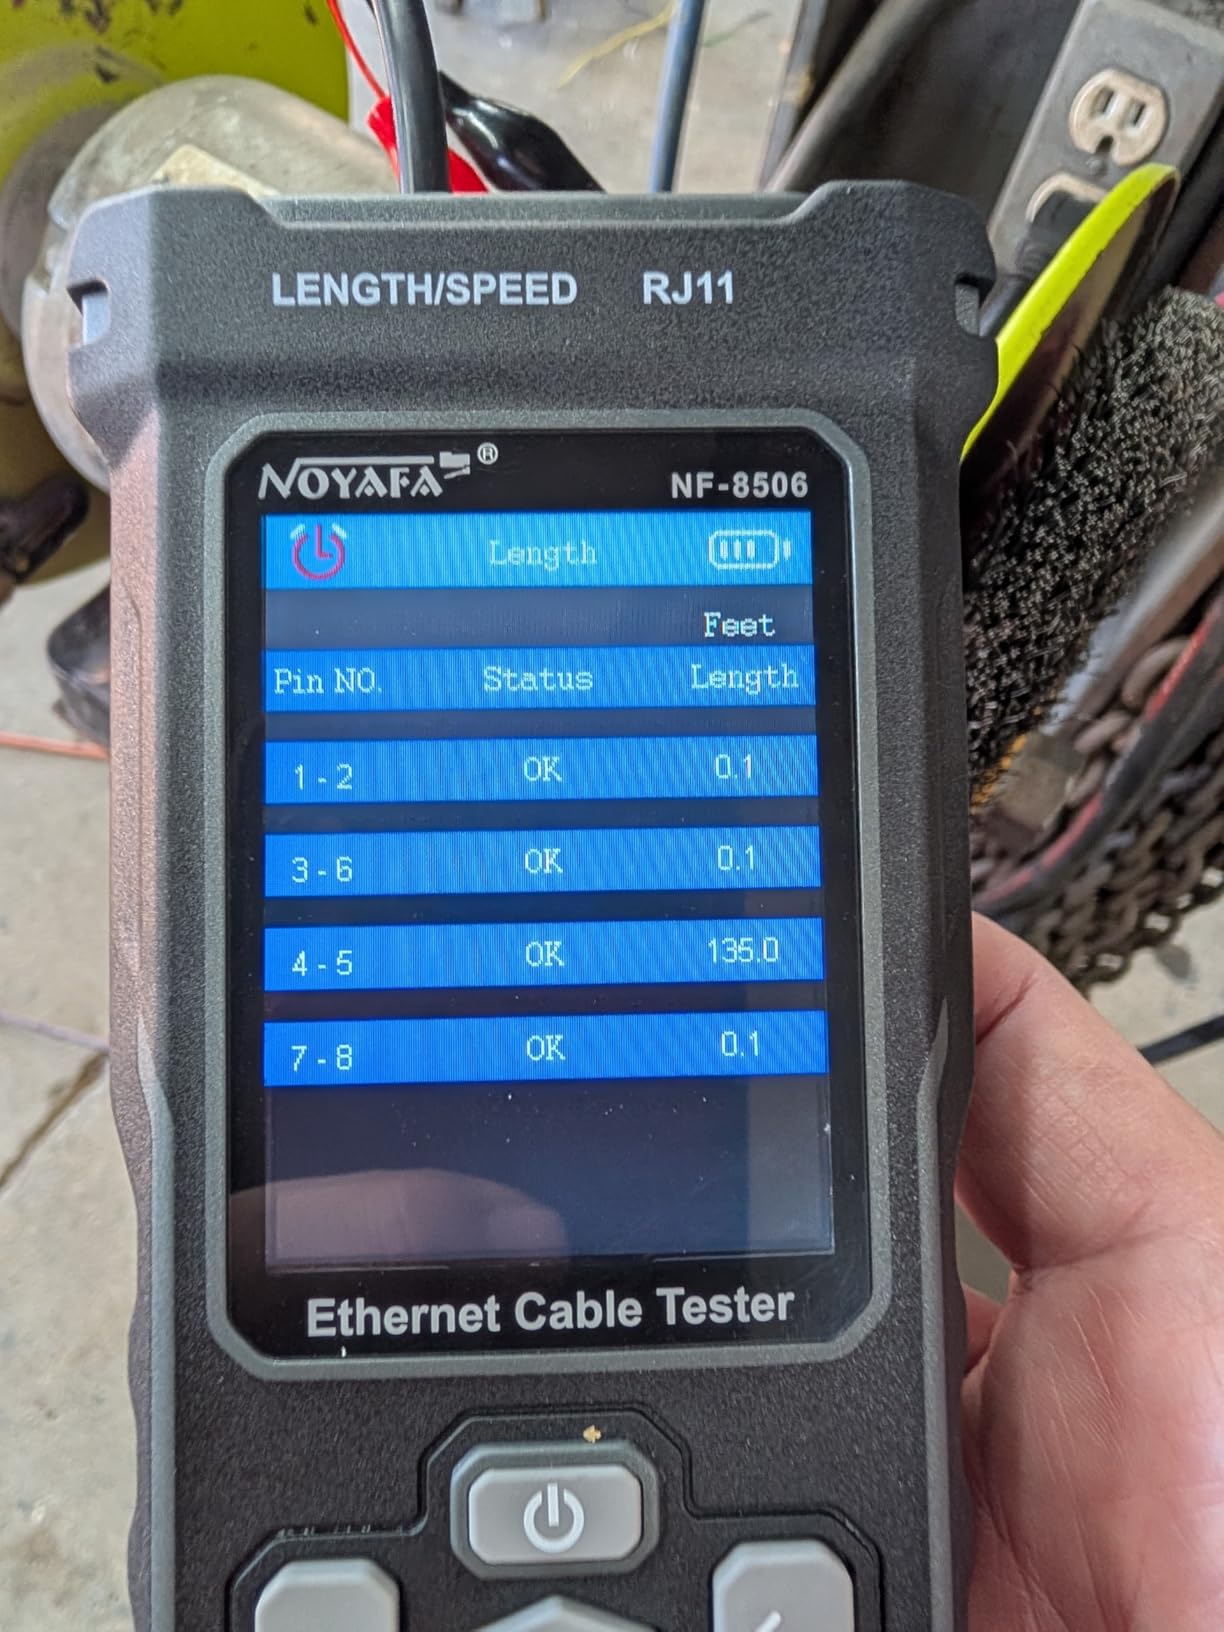 LENGTH/SPEED RJ11
NOYAFA® NF-8506
Length
Feet
Pin NO. Status Length
1 - 2 OK 0.1
3 - 6 OK 0.1
4 - 5 OK 135.0
7 - 8 OK 0.1
Ethernet Cable Tester